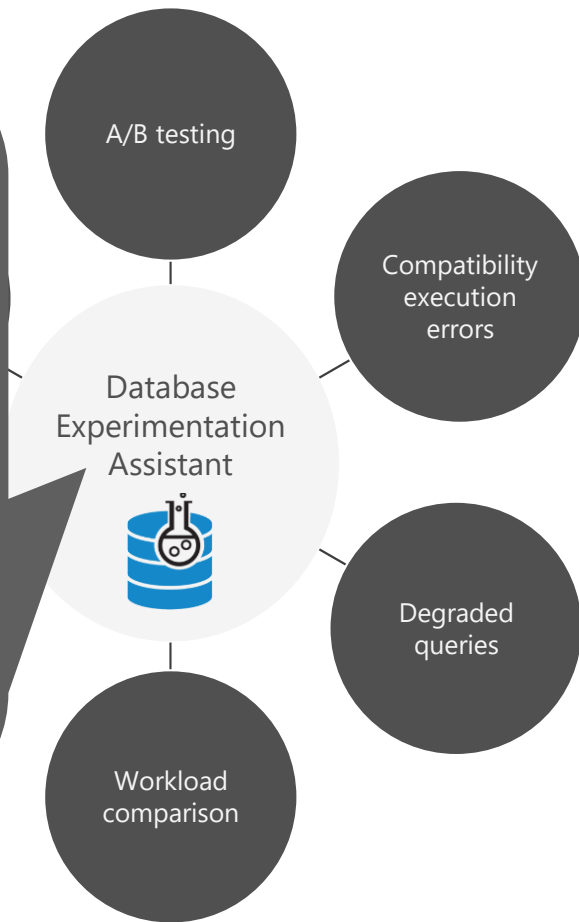 A/B testing
Compatibility
execution
errors
Database
Experimentation
Assistant
Degraded
queries
Workload
comparison